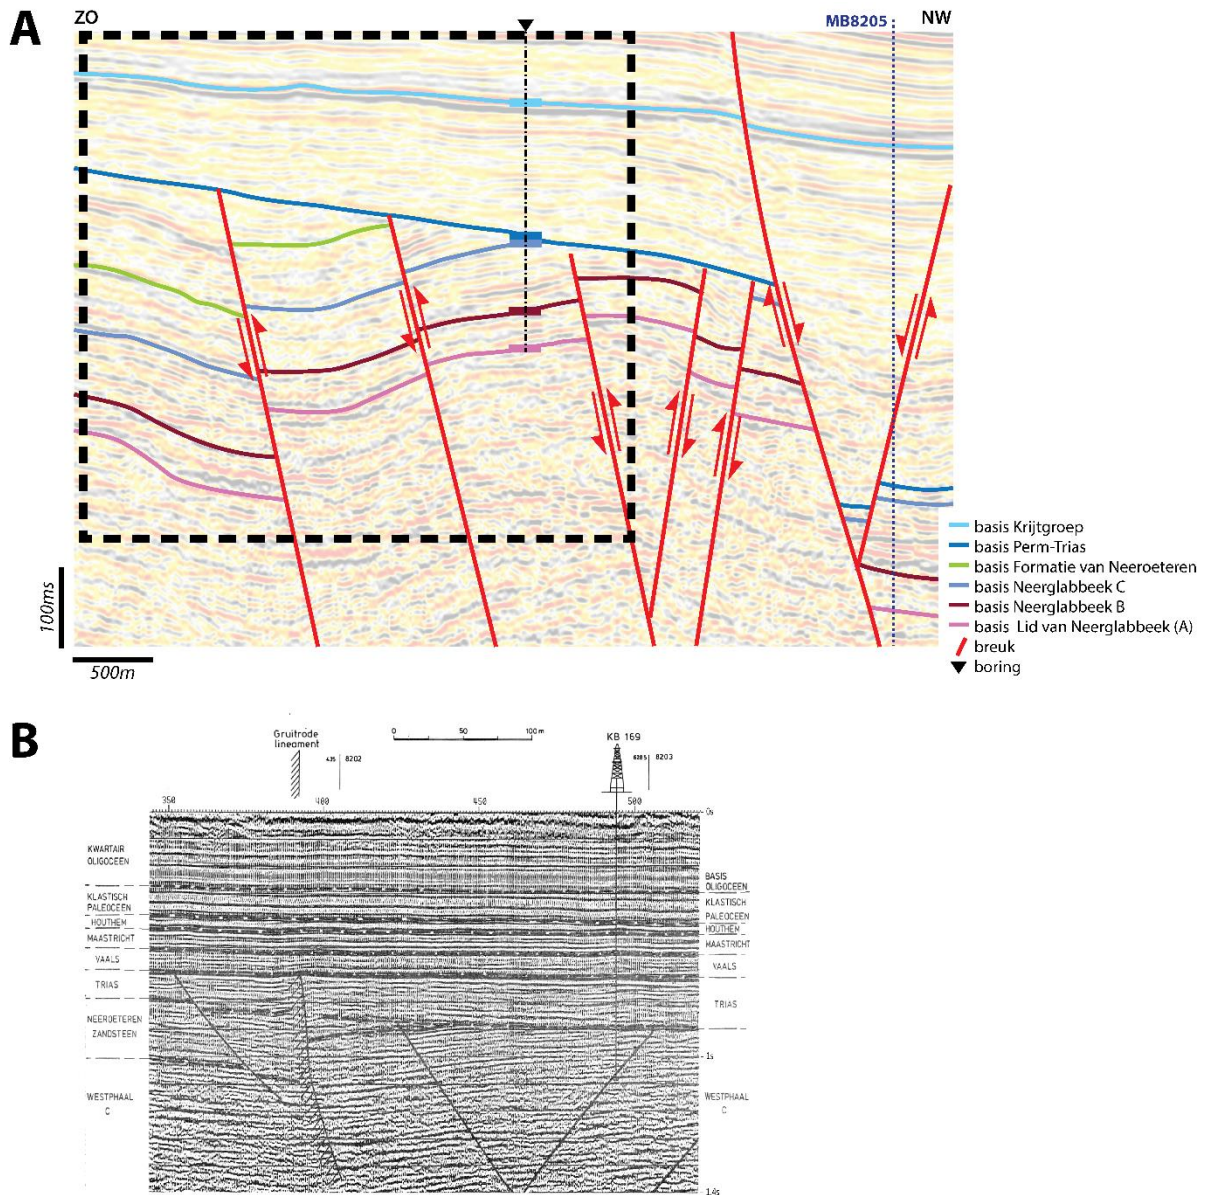 A
ZO
MB8205
NW
100ms
500m
basis Krijtgroep
basis Perm-Trias
basis Formatie van Neeroeteren
basis Neerglabbeek C
basis Neerglabbeek B
basis Lid van Neerglabbeek (A)
breuk
boring
B
Gruitrode
lineament
0 50 100m
KB 169
8202
8203
350 400 450 500
0s
KWARTAIR
OLIGOCEEN
KLASTISCH
PALEOCEEN
HOUTHEM
MAASTRICHT
VAALS
TRIAS
NEEROETEREN
ZANDSTEEN
WESTPHAAL
C
BASIS
OLIGOCEEN
KLASTISCH
PALEOCEEN
HOUTHEM
MAASTRICHT
VAALS
TRIAS
1s
WESTPHAAL
C
1.4s